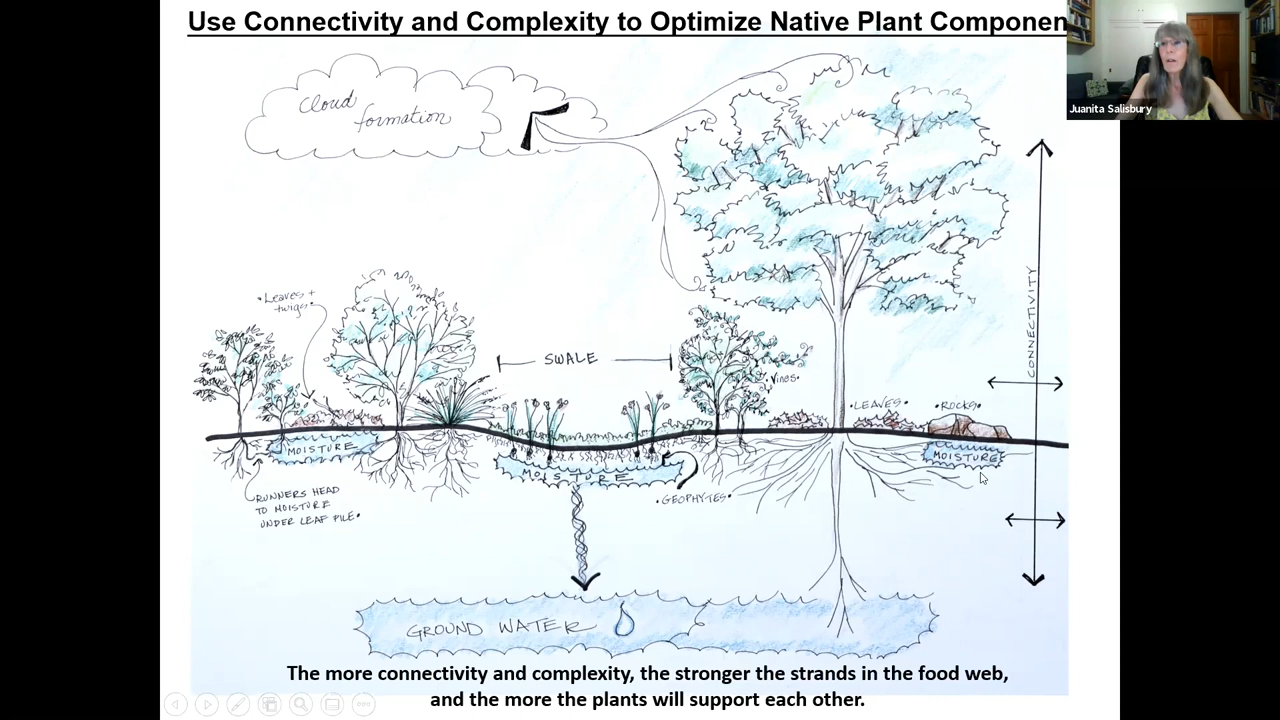 Use Connectivity and Complexity to Optimize Native Plant Componen
Juanita Salisbury
cloud
formation
•Leaves +
twigs•
SWALE
•Vines•
•LEAVES•
•ROCKS•
CONNECTIVITY
MOISTURE
MOISTURE
MOISTURE
•GEOPHYTES•
RUNNERS HEAD
TO MOISTURE
UNDER LEAF PILE•
GROUND WATER
The more connectivity and complexity, the stronger the strands in the food web,
and the more the plants will support each other.